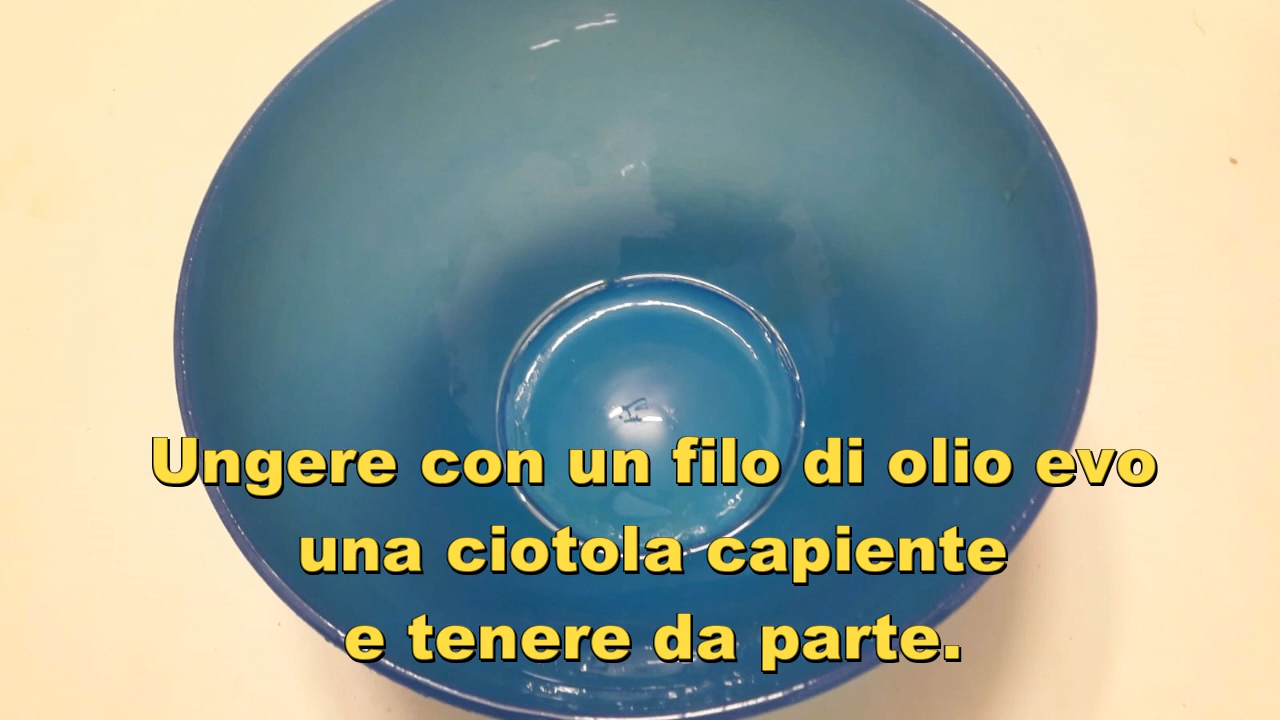 Ungere con un filo di olio evo
una ciotola capiente
e tenere da parte.